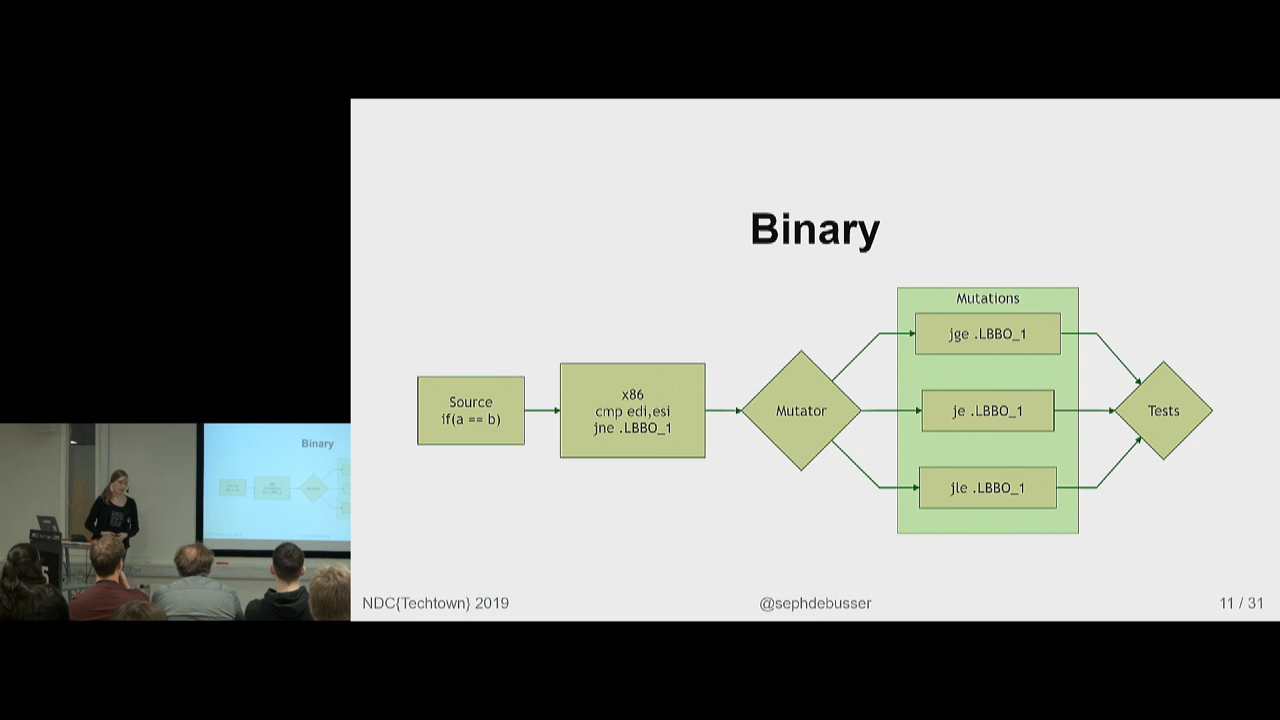 Binary
Source
if(a == b)
x86
cmp edi,esi
jne .LBBO_1
Mutator
Mutations
jge .LBBO_1
je .LBBO_1
jle .LBBO_1
Tests
NDC{Techtown} 2019
@sephdebusser
11 / 31
Binary